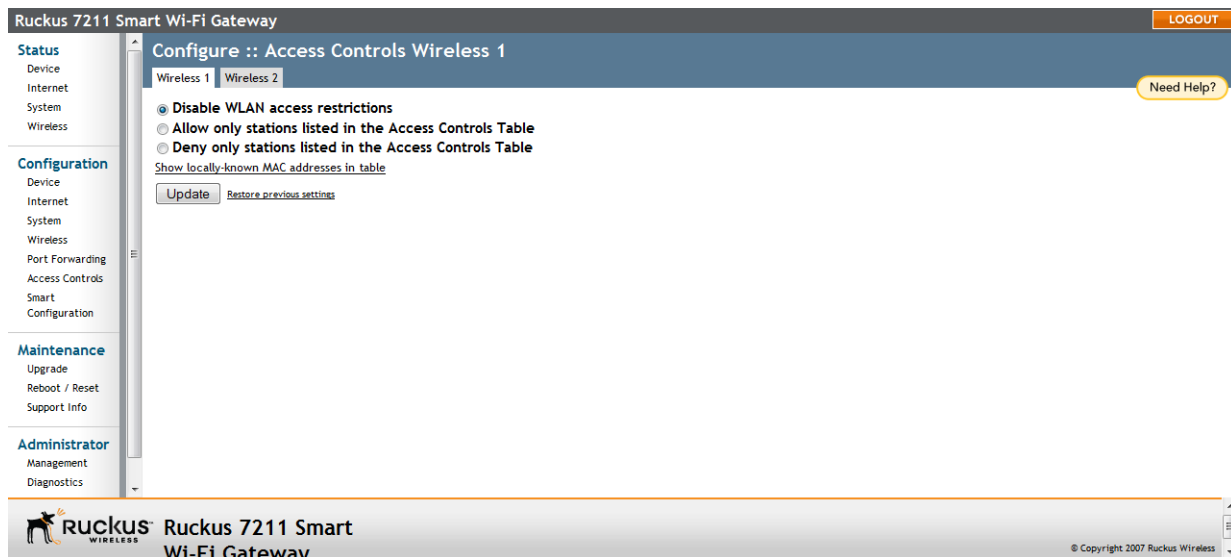 Ruckus 7211 Smart Wi-Fi Gateway
LOGOUT
Status
Device
Internet
System
Wireless
Configuration
Device
Internet
System
Wireless
Port Forwarding
Access Controls
Smart
Configuration
Maintenance
Upgrade
Reboot / Reset
Support Info
Administrator
Management
Diagnostics
Configure :: Access Controls Wireless 1
Wireless 1 Wireless 2
Need Help?
Disable WLAN access restrictions
Allow only stations listed in the Access Controls Table
Deny only stations listed in the Access Controls Table
Show locally-known MAC addresses in table
Update Restore previous settings
RUCKUS
WIRELESS
Ruckus 7211 Smart
Wi-Fi Gateway
© Copyright 2007 Ruckus Wireless